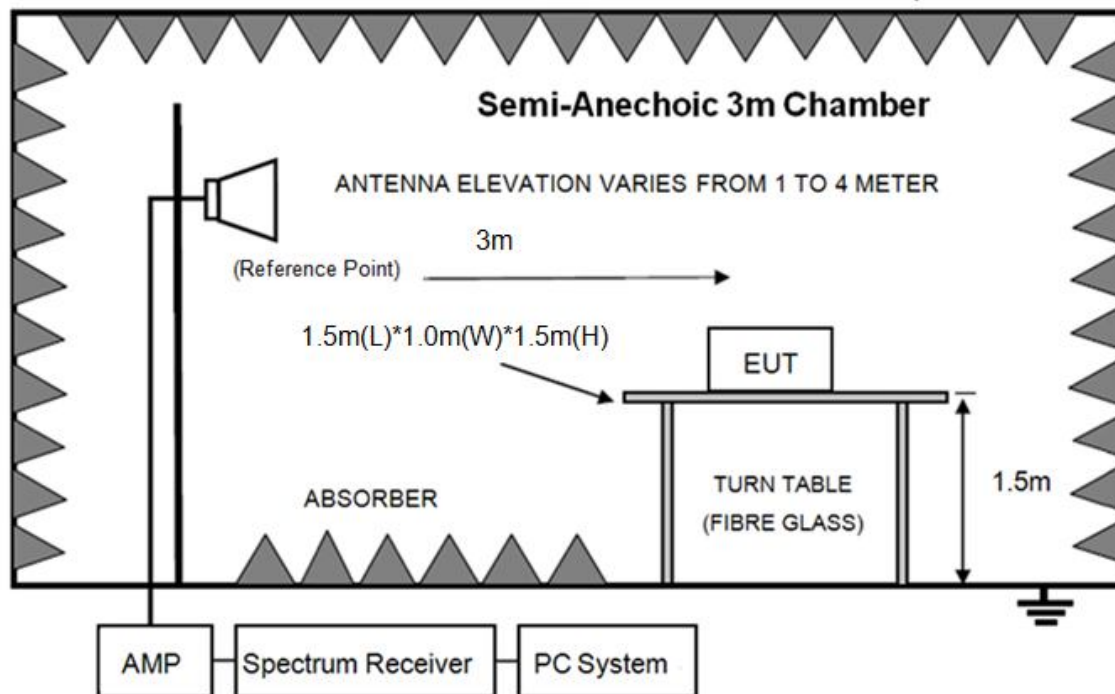 Semi-Anechoic 3m Chamber
ANTENNA ELEVATION VARIES FROM 1 TO 4 METER
3m
(Reference Point)
1.5m(L)*1.0m(W)*1.5m(H)
EUT
ABSORBER
TURN TABLE
(FIBRE GLASS)
1.5m
AMP
Spectrum Receiver
PC System